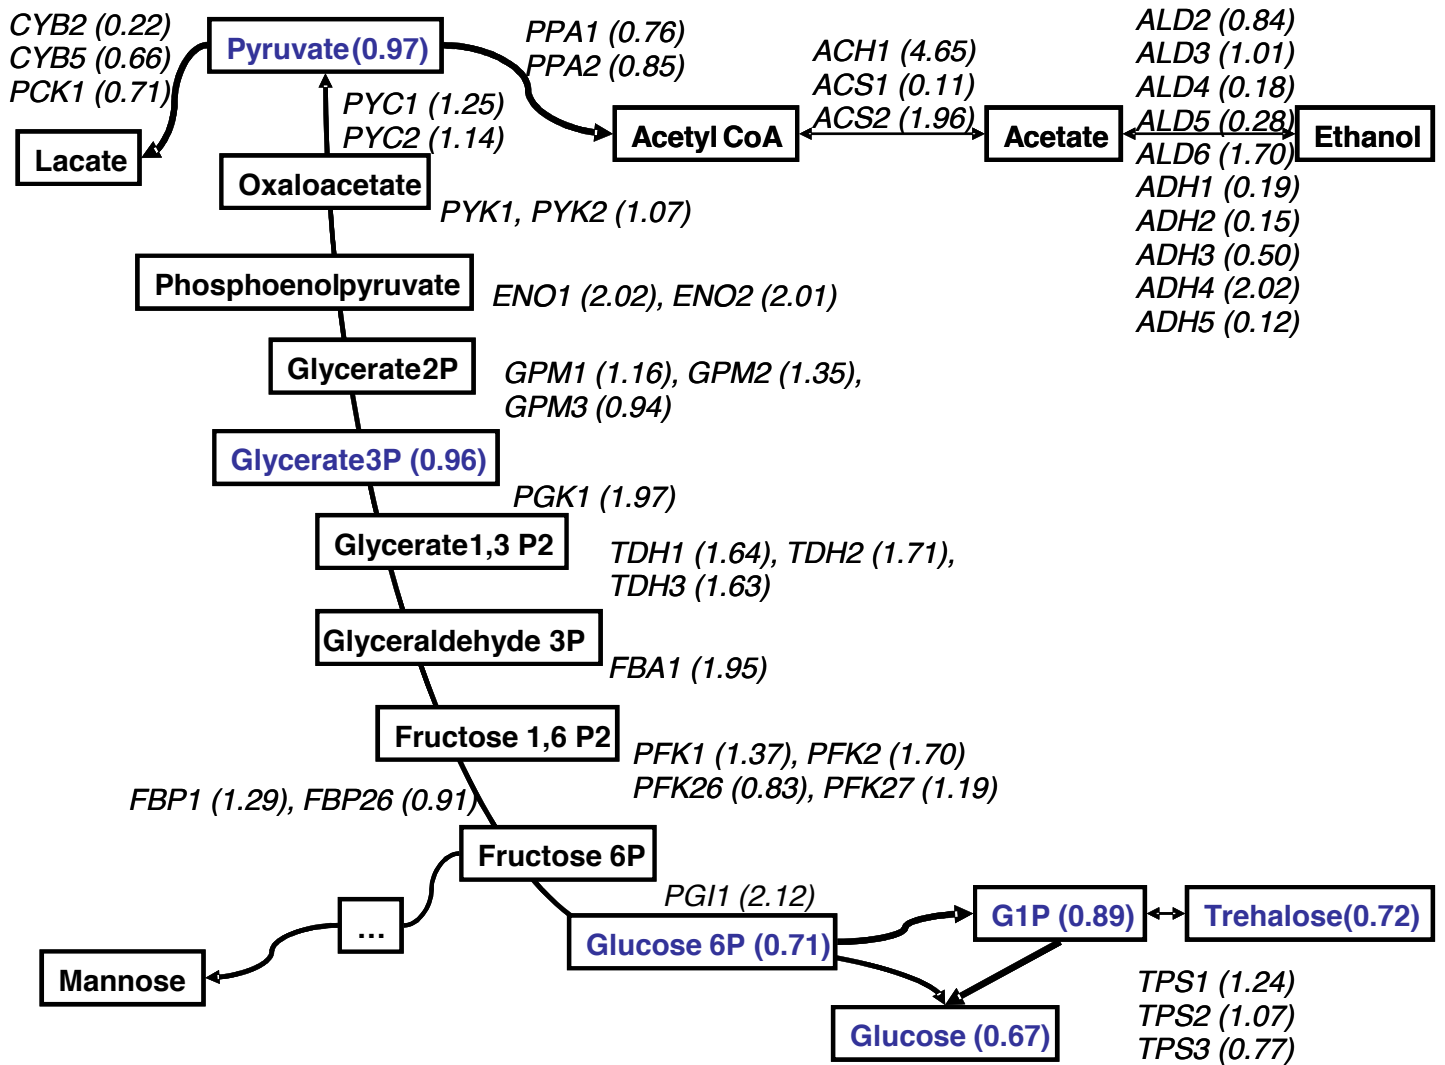 CYB2 (0.22)
CYB5 (0.66)
PCK1 (0.71)
Pyruvate(0.97)
PPA1 (0.76)
PPA2 (0.85)
ACH1 (4.65)
ACS1 (0.11)
ACS2 (1.96)
ALD2 (0.84)
ALD3 (1.01)
ALD4 (0.18)
ALD5 (0.28)
ALD6 (1.70)
ADH1 (0.19)
ADH2 (0.15)
ADH3 (0.50)
ADH4 (2.02)
ADH5 (0.12)
PYC1 (1.25)
PYC2 (1.14)
Lacate
Acetyl CoA
Acetate
Ethanol
Oxaloacetate
PYK1, PYK2 (1.07)
Phosphoenolpyruvate
ENO1 (2.02), ENO2 (2.01)
Glycerate2P
GPM1 (1.16), GPM2 (1.35),
GPM3 (0.94)
Glycerate3P (0.96)
PGK1 (1.97)
Glycerate1,3 P2
TDH1 (1.64), TDH2 (1.71),
TDH3 (1.63)
Glyceraldehyde 3P
FBA1 (1.95)
Fructose 1,6 P2
PFK1 (1.37), PFK2 (1.70)
PFK26 (0.83), PFK27 (1.19)
FBP1 (1.29), FBP26 (0.91)
Fructose 6P
PGI1 (2.12)
...
Mannose
Glucose 6P (0.71)
G1P (0.89)
Trehalose(0.72)
Glucose (0.67)
TPS1 (1.24)
TPS2 (1.07)
TPS3 (0.77)